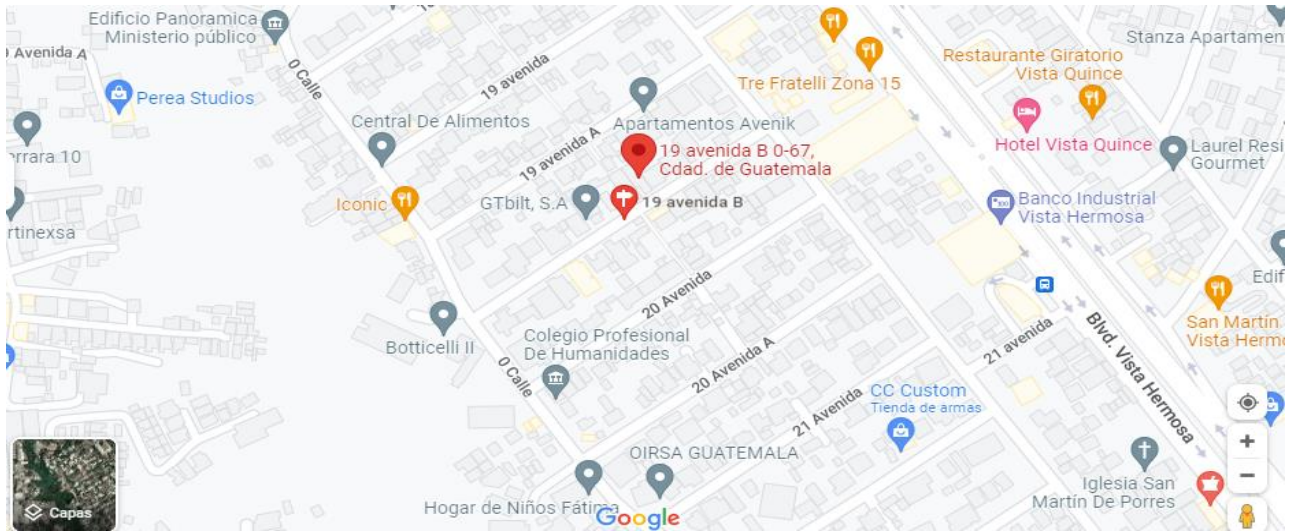 Edificio Panoramica
Ministerio público
9 Avenida A
0 Calle
19 avenida
Perea Studios
Central De Alimentos
Tre Fratelli Zona 15
Restaurante Giratorio
Vista Quince
Stanza Apartamen
Apartamentos Avenik
19 avenida A
19 avenida B 0-67,
Cdad. de Guatemala
Hotel Vista Quince
Laurel Resi
Gourmet
errara 10
Iconic
GTbilt, S.A
19 avenida B
Banco Industrial
Vista Hermosa
rtinexsa
20 Avenida
Edif
Botticelli II
Colegio Profesional
De Humanidades
0 Calle
20 Avenida A
21 avenida
Blvd. Vista Hermosa
San Martín
Vista Hermo
21 Avenida
CC Custom
Tienda de armas
OIRSA GUATEMALA
Hogar de Niños Fátima
Iglesia San
Martín De Porres
Capas
Google